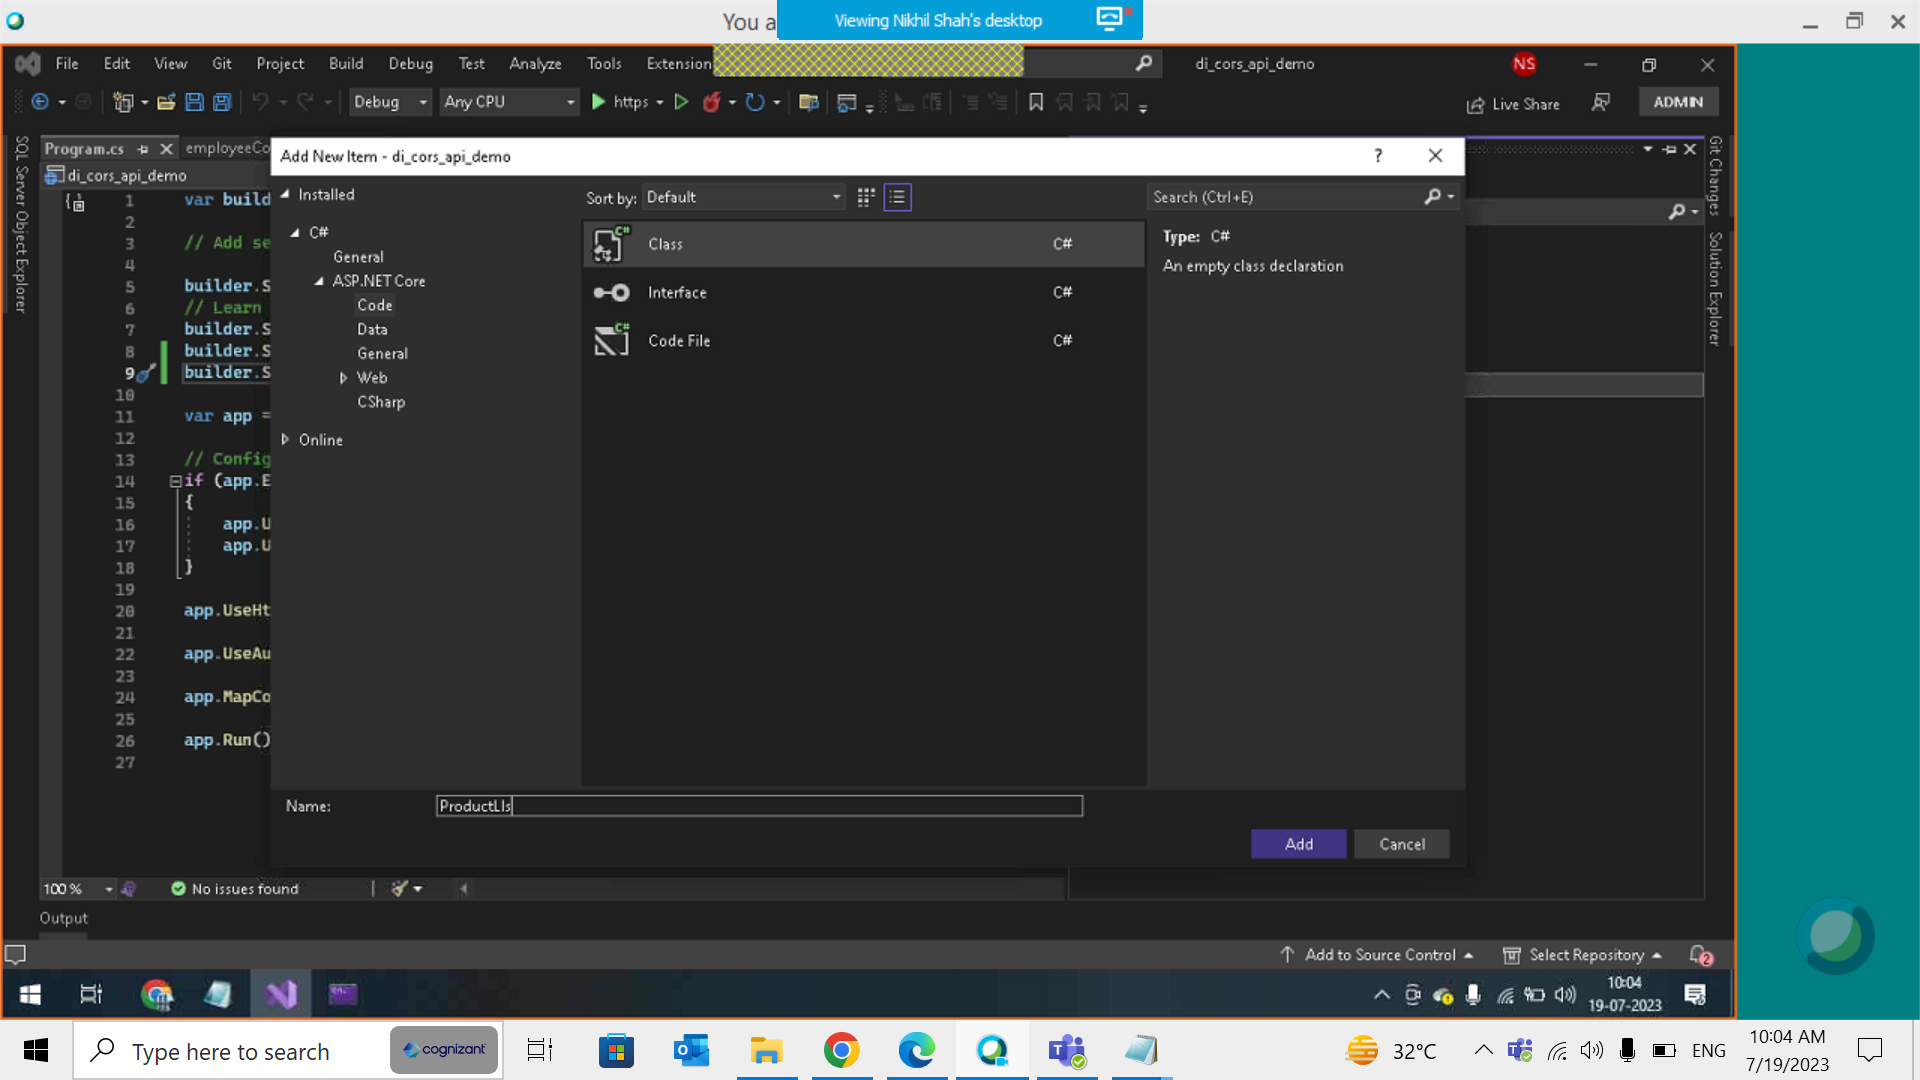 You a
Viewing Nikhil Shah's desktop
File Edit View Git Project Build Debug Test Analyze Tools Extension
di_cors_api_demo
NS
Debug
Any CPU
https
Live Share
ADMIN
SQL Server Object Explorer
Program.cs
employeeCo
di_cors_api_demo
1 var build
2
3 // Add se
4
5 builder.S
6 // Learn
7 builder.S
8 builder.S
9 builder.S
10
11 var app =
12
13 // Config
14 if (app.E
15 {
16 app.U
17 app.U
18 }
19
20 app.UseHt
21
22 app.UseAu
23
24 app.MapCo
25
26 app.Run()
27
Add New Item - di_cors_api_demo
?
Installed
C#
General
ASP.NET Core
Code
Data
General
Web
CSharp
Online
Sort by: Default
Search (Ctrl+E)
Class C#
Interface C#
Code File C#
Type: C#
An empty class declaration
Name: ProductLIs
Add
Cancel
Git Changes
Solution Explorer
100 %
No issues found
Output
Add to Source Control
Select Repository
2
10:04
19-07-2023
Type here to search
cognizant
32°C
ENG
10:04 AM
7/19/2023